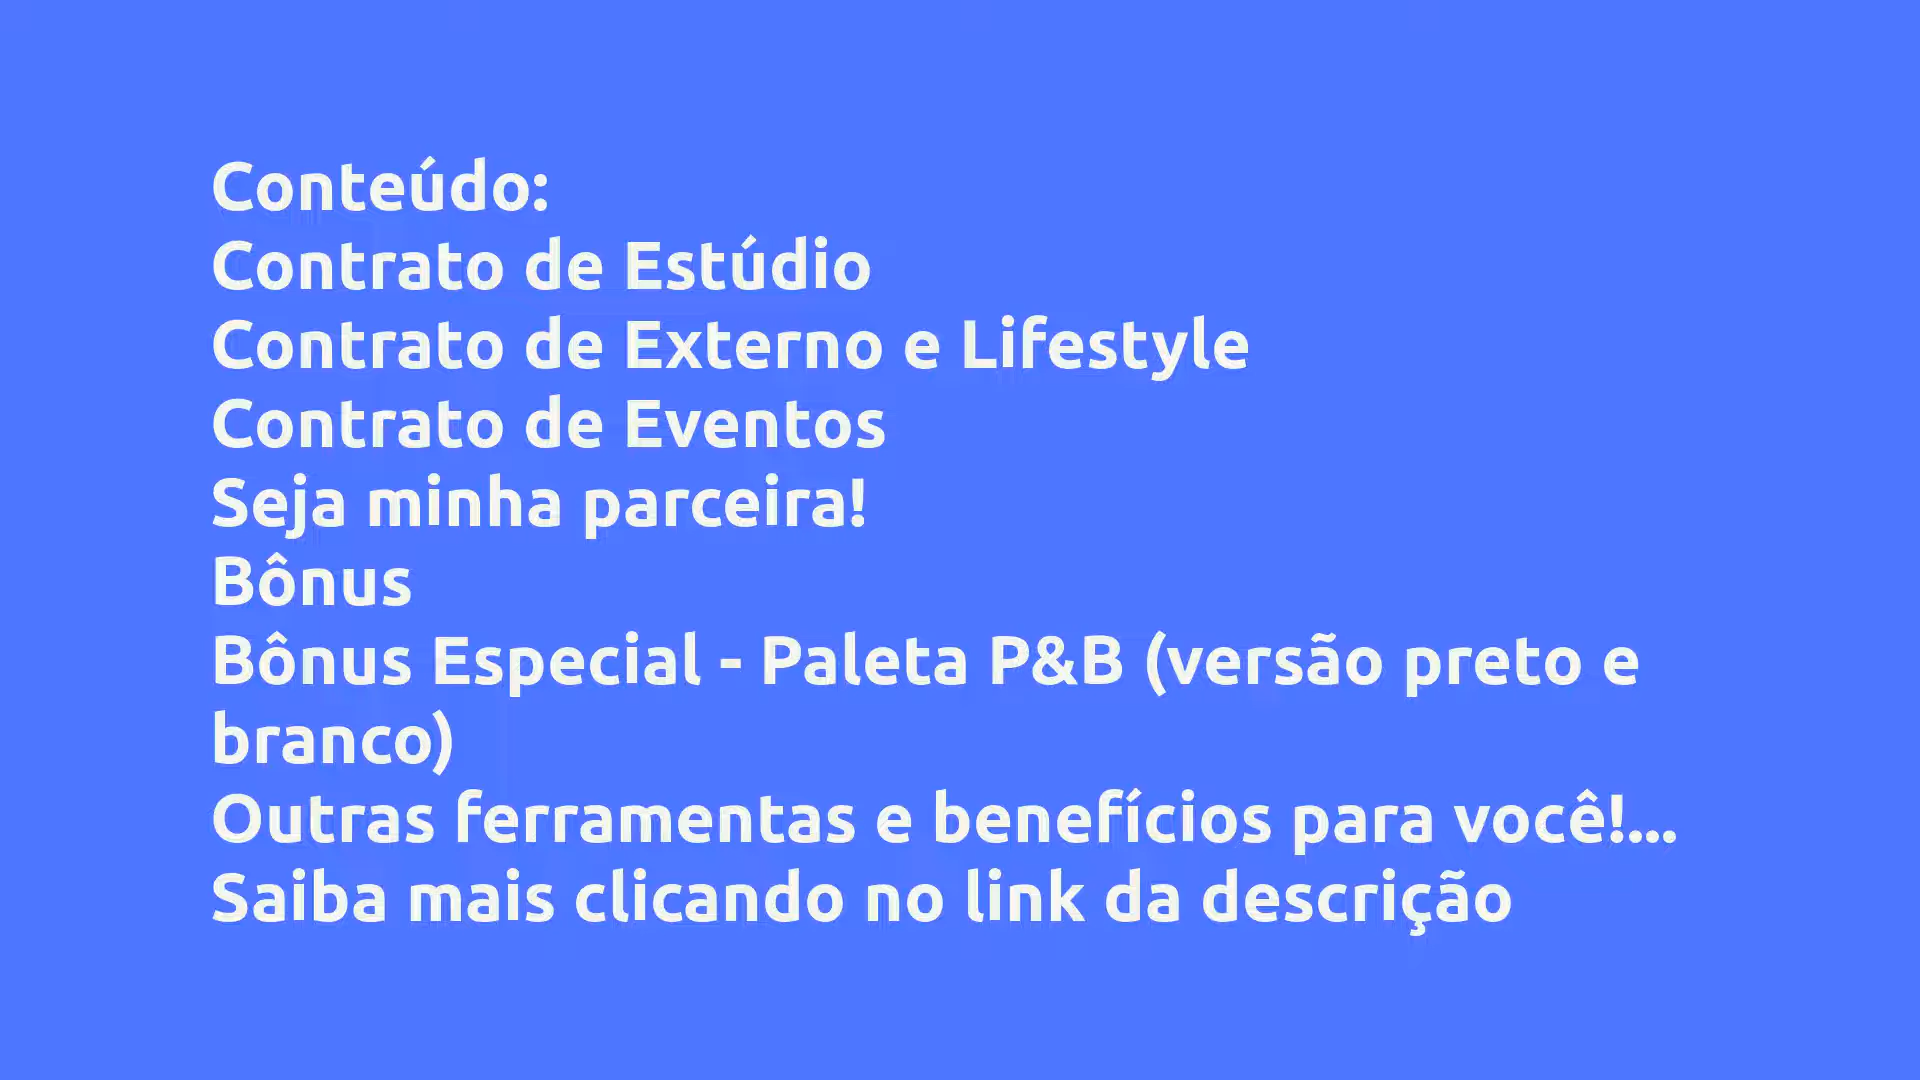 Conteúdo:
Contrato de Estúdio
Contrato de Externo e Lifestyle
Contrato de Eventos
Seja minha parceira!
Bônus
Bônus Especial - Paleta P&B (versão preto e
branco)
Outras ferramentas e benefícios para você!...
Saiba mais clicando no link da descrição